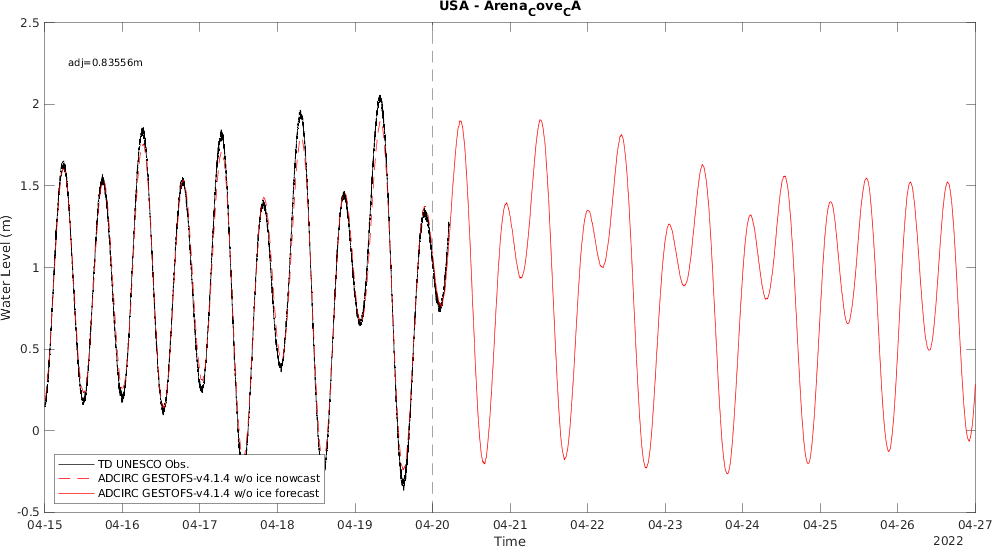 USA - Arena_Cove_CA
2.5
adj=0.83556m
2
1.5
Water Level (m)
1
0.5
0
TD UNESCO Obs.
ADCIRC GESTOFS-v4.1.4 w/o ice nowcast
ADCIRC GESTOFS-v4.1.4 w/o ice forecast
-0.5
04-15 04-16 04-17 04-18 04-19 04-20 04-21 04-22 04-23 04-24 04-25 04-26 04-27
Time
2022